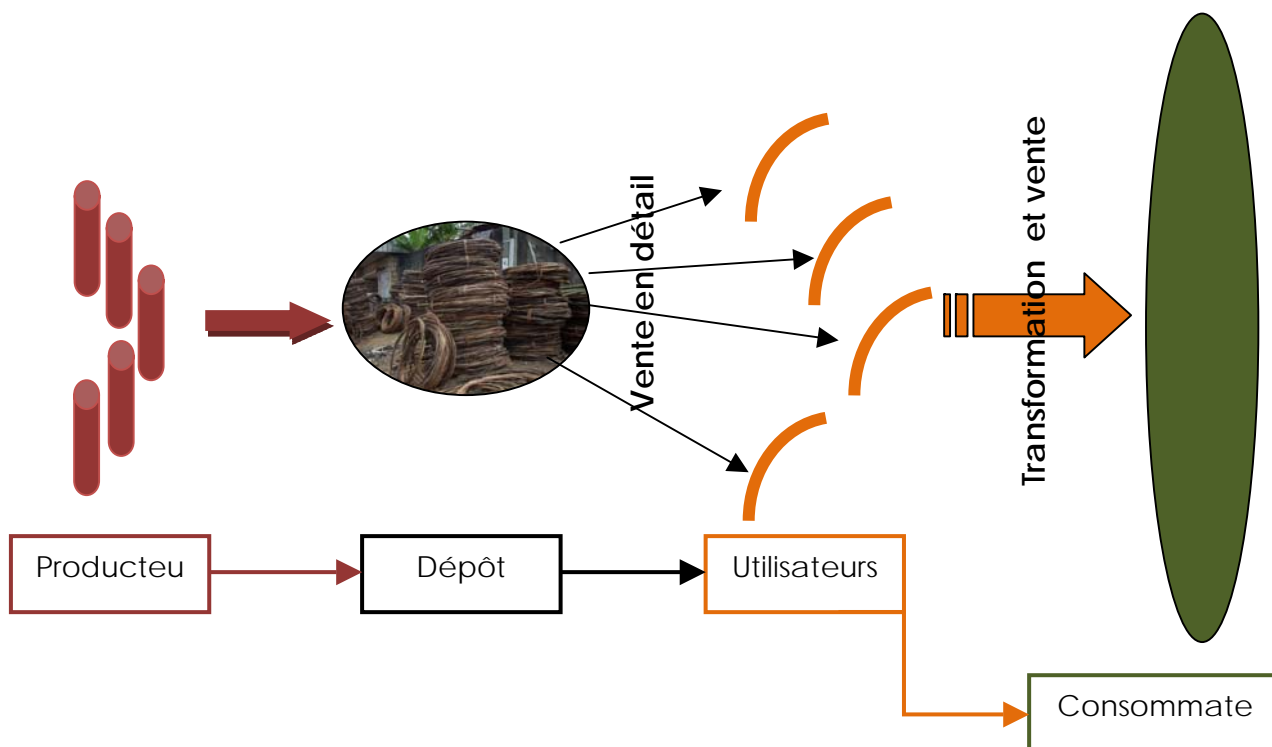 Vente en détail
Transformation et vente
Producteu
Dépôt
Utilisateurs
Consommate